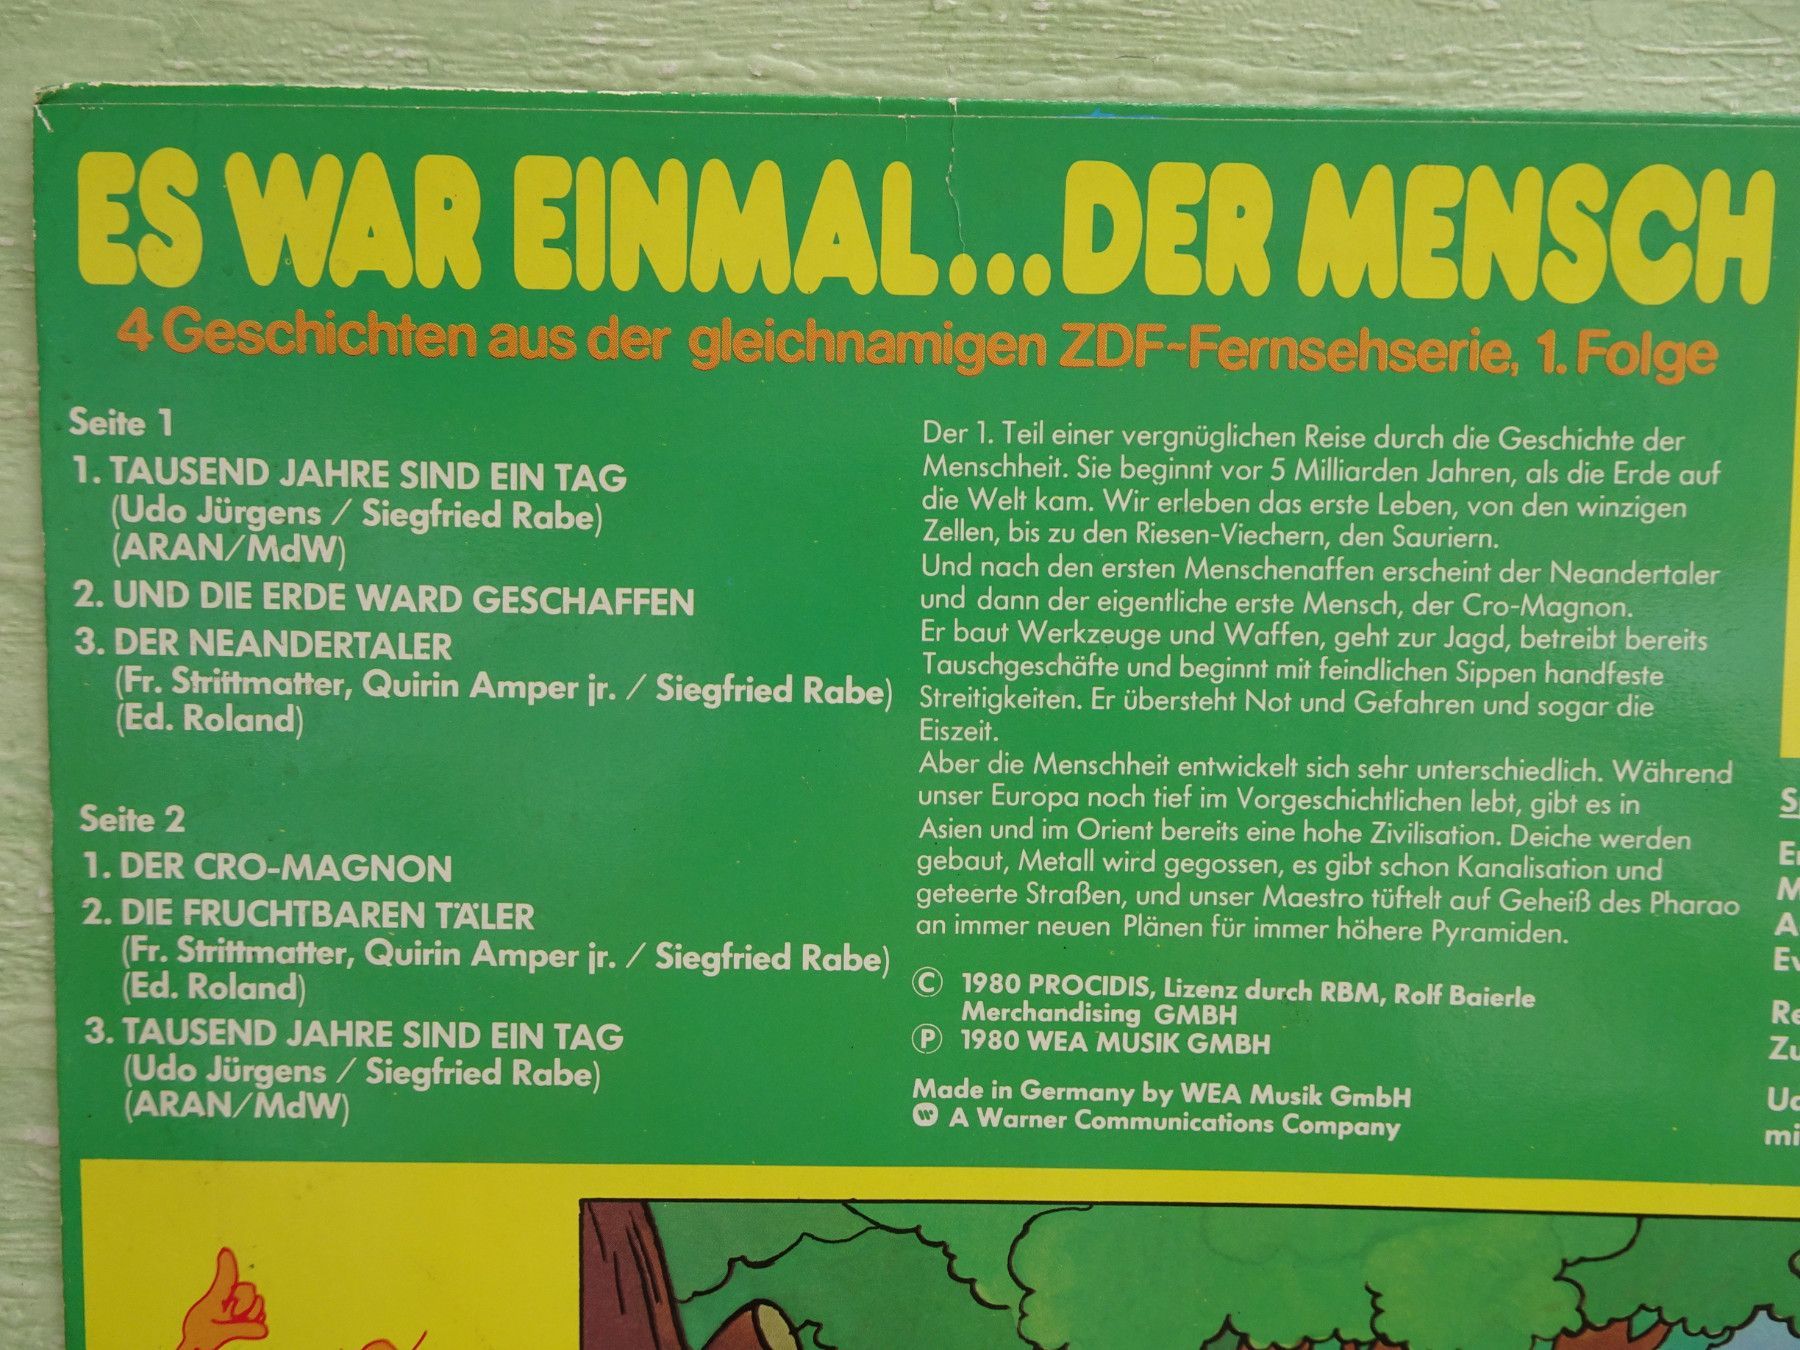 ES WAR EINMAL...DER MENSCH
4 Geschichten aus der gleichnamigen ZDF-Fernsehserie, 1. Folge
Seite 1
1. TAUSEND JAHRE SIND EIN TAG
(Udo Jürgens / Siegfried Rabe)
(ARAN/MdW)
2. UND DIE ERDE WARD GESCHAFFEN
3. DER NEANDERTALER
(Fr. Strittmatter, Quirin Amper jr. / Siegfried Rabe)
(Ed. Roland)
Seite 2
1. DER CRO-MAGNON
2. DIE FRUCHTBAREN TÄLER
(Fr. Strittmatter, Quirin Amper jr. / Siegfried Rabe)
(Ed. Roland)
3. TAUSEND JAHRE SIND EIN TAG
(Udo Jürgens / Siegfried Rabe)
(ARAN/MdW)
Der 1. Teil einer vergnüglichen Reise durch die Geschichte der
Menschheit. Sie beginnt vor 5 Milliarden Jahren, als die Erde auf
die Welt kam. Wir erleben das erste Leben, von den winzigen
Zellen, bis zu den Riesen-Viechern, den Sauriern.
Und nach den ersten Menschenaffen erscheint der Neandertaler
und dann der eigentliche erste Mensch, der Cro-Magnon.
Er baut Werkzeuge und Waffen, geht zur Jagd, betreibt bereits
Tauschgeschäfte und beginnt mit feindlichen Sippen handfeste
Streitigkeiten. Er übersteht Not und Gefahren und sogar die
Eiszeit.
Aber die Menschheit entwickelt sich sehr unterschiedlich. Während
unser Europa noch tief im Vorgeschichtlichen lebt, gibt es in
Asien und im Orient bereits eine hohe Zivilisation. Deiche werden
gebaut, Metall wird gegossen, es gibt schon Kanalisation und
geteerte Straßen, und unser Maestro tüftelt auf Geheiß des Pharao
an immer neuen Plänen für immer höhere Pyramiden.
© 1980 PROCIDIS, Lizenz durch RBM, Rolf Baierle
Merchandising GMBH
℗ 1980 WEA MUSIK GMBH
Made in Germany by WEA Musik GmbH
A Warner Communications Company